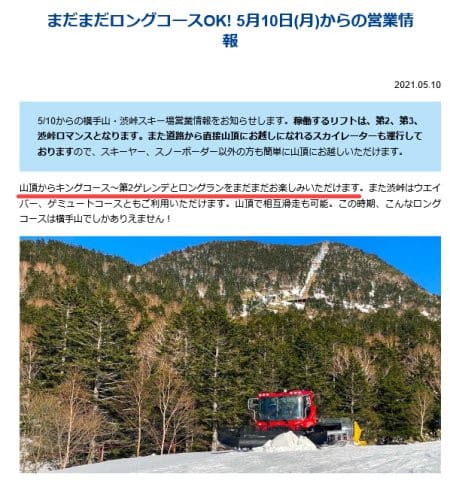 まだまだロングコースOK! 5月10日(月)からの営業情
報
2021.05.10
5/10からの横手山・渋峠スキー場営業情報をお知らせします。稼働するリフトは、第2、第3、
渋峠ロマンスとなります。また道路から直接山頂にお越しになれるスカイレーターも運行して
おりますので、スキーヤー、スノーボーダー以外の方も簡単に山頂にお越しいただけます。
山頂からキングコース～第2ゲレンデとロングランをまだまだお楽しみいただけます。また渋峠はウエイ
バー、ゲミュートコースともご利用いただけます。山頂で相互滑走も可能。この時期、こんなロング
コースは横手山でしかありえません！